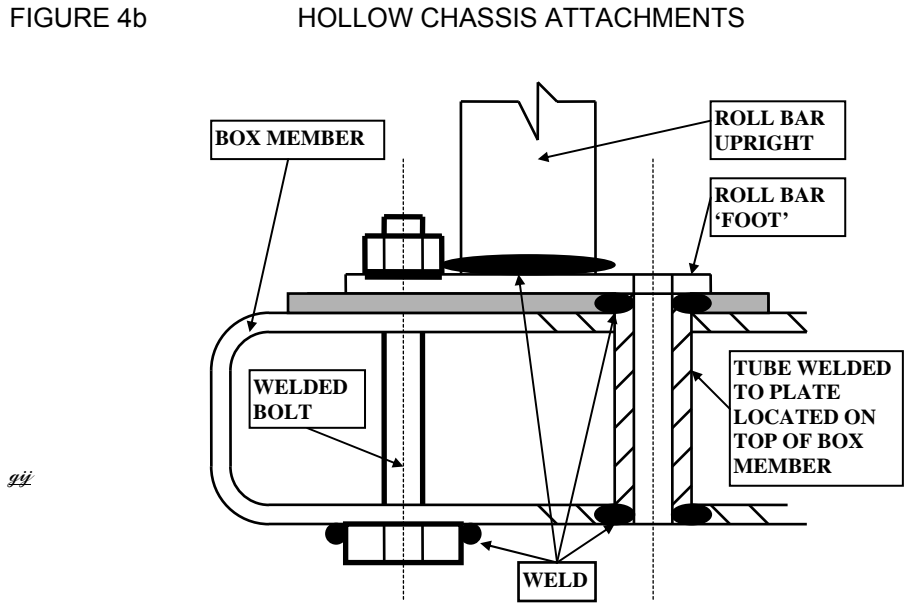 FIGURE 4b HOLLOW CHASSIS ATTACHMENTS
BOX MEMBER
ROLL BAR
UPRIGHT
ROLL BAR
‘FOOT’
WELDED
BOLT
TUBE WELDED
TO PLATE
LOCATED ON
TOP OF BOX
MEMBER
gij
WELD